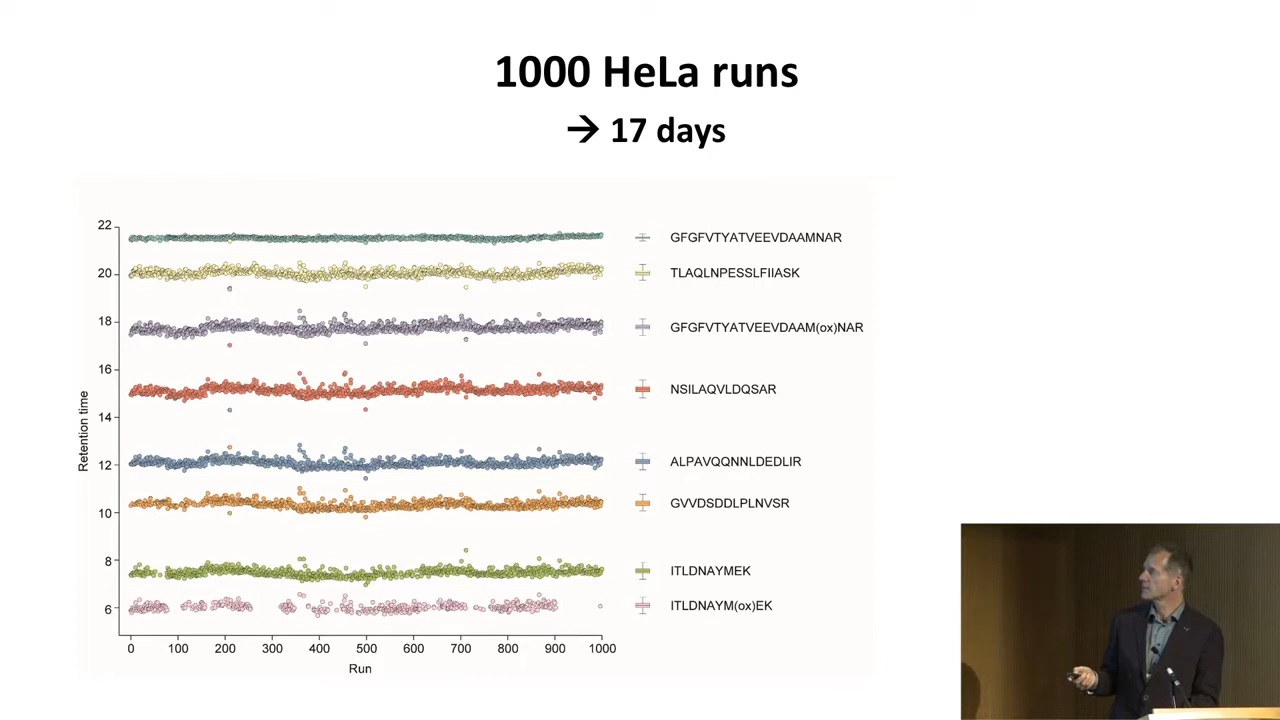 1000 HeLa runs
→ 17 days
22
20
18
16
14
12
10
8
6
Retention time
0 100 200 300 400 500 600 700 800 900 1000
Run
GFGFVTYATVEEVDAAMNAR
TLAQLNPESSLFIIASK
GFGFVTYATVEEVDAAM(ox)NAR
NSILAQVLDQSAR
ALPAVQQNNLDEDLIR
GVVDSDDLPLNVSR
ITLDNAYMEK
ITLDNAYM(ox)EK